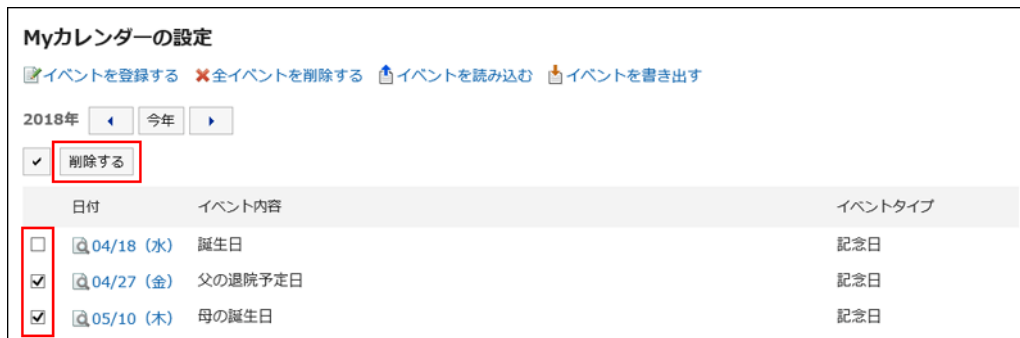 Myカレンダーの設定
イベントを登録する 全イベントを削除する イベントを読み込む イベントを書き出す
2018年 今年
削除する
日付 イベント内容 イベントタイプ
04/18（水） 誕生日 記念日
04/27（金） 父の退院予定日 記念日
05/10（木） 母の誕生日 記念日